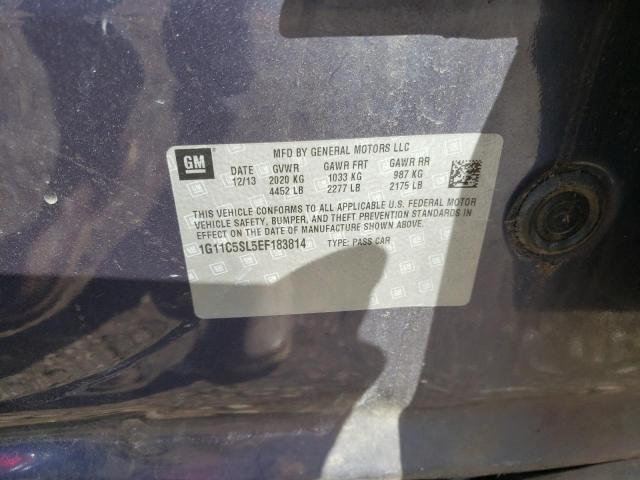 GM
MFD BY GENERAL MOTORS LLC
DATE GVWR GAWR FRT GAWR RR
12/13 2020 KG 1033 KG 987 KG
4452 LB 2277 LB 2175 LB
THIS VEHICLE CONFORMS TO ALL APPLICABLE U.S. FEDERAL MOTOR
VEHICLE SAFETY, BUMPER, AND THEFT PREVENTION STANDARDS IN
EFFECT ON THE DATE OF MANUFACTURE SHOWN ABOVE.
1G11C5SL5EF183814 TYPE: PASS CAR